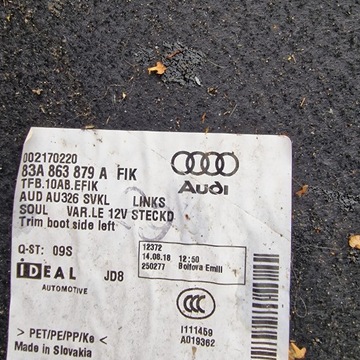 002170220
83A 863 879 A FIK
TFB.10AB.EFIK
AUD AU326 SVKL LINKS
SOUL VAR.LE 12V STECKD
Trim boot side left
Audi
Q-ST: 09S
IDEAL JD8
AUTOMOTIVE
12372
14.08.18 12:50
250277 Bolfova Emili
CCC
I111459
A019362
> PET/PE/PP/Ke <
Made in Slovakia